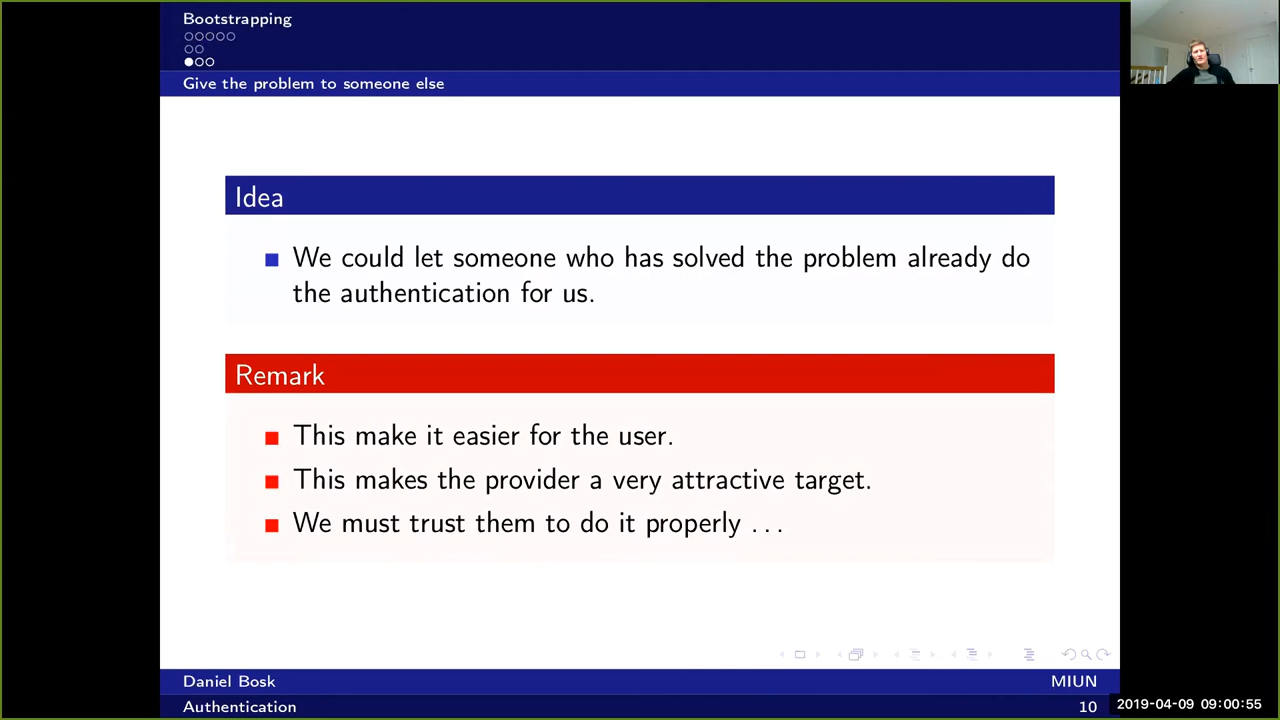 Bootstrapping
Give the problem to someone else
Idea
We could let someone who has solved the problem already do
the authentication for us.
Remark
This make it easier for the user.
This makes the provider a very attractive target.
We must trust them to do it properly ...
Daniel Bosk
MIUN
Authentication
10
2019-04-09 09:00:55